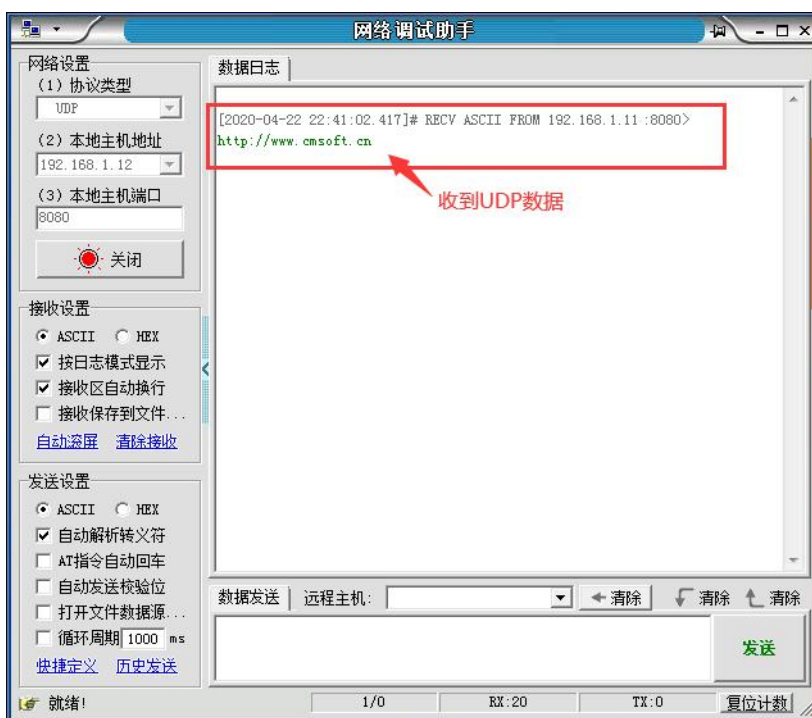 网络调试助手
网络设置
(1) 协议类型
UDP
(2) 本地主机地址
192.168.1.12
(3) 本地主机端口
8080
关闭
接收设置
ASCII HEX
按日志模式显示
接收区自动换行
接收保存到文件...
自动滚屏 清除接收
发送设置
ASCII HEX
自动解析转义符
AT指令自动回车
自动发送校验位
打开文件数据源...
循环周期 1000 ms
快捷定义 历史发送
数据日志
[2020-04-22 22:41:02.417]# RECV ASCII FROM 192.168.1.11 :8080>
http://www.cmsoft.cn
收到UDP数据
数据发送 远程主机: 清除 清除 清除
发送
就绪! 1/0 RX:20 TX:0 复位计数